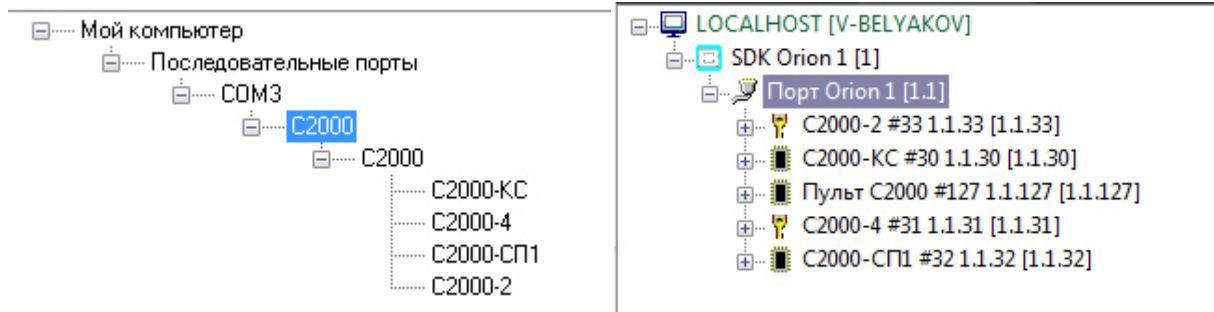 Мой компьютер
Последовательные порты
COM3
C2000
C2000
С2000-КС
С2000-4
С2000-СП1
С2000-2
LOCALHOST [V-BELYAKOV]
SDK Orion 1 [1]
Порт Orion 1 [1.1]
С2000-2 #33 1.1.33 [1.1.33]
С2000-КС #30 1.1.30 [1.1.30]
Пульт С2000 #127 1.1.127 [1.1.127]
С2000-4 #31 1.1.31 [1.1.31]
С2000-СП1 #32 1.1.32 [1.1.32]